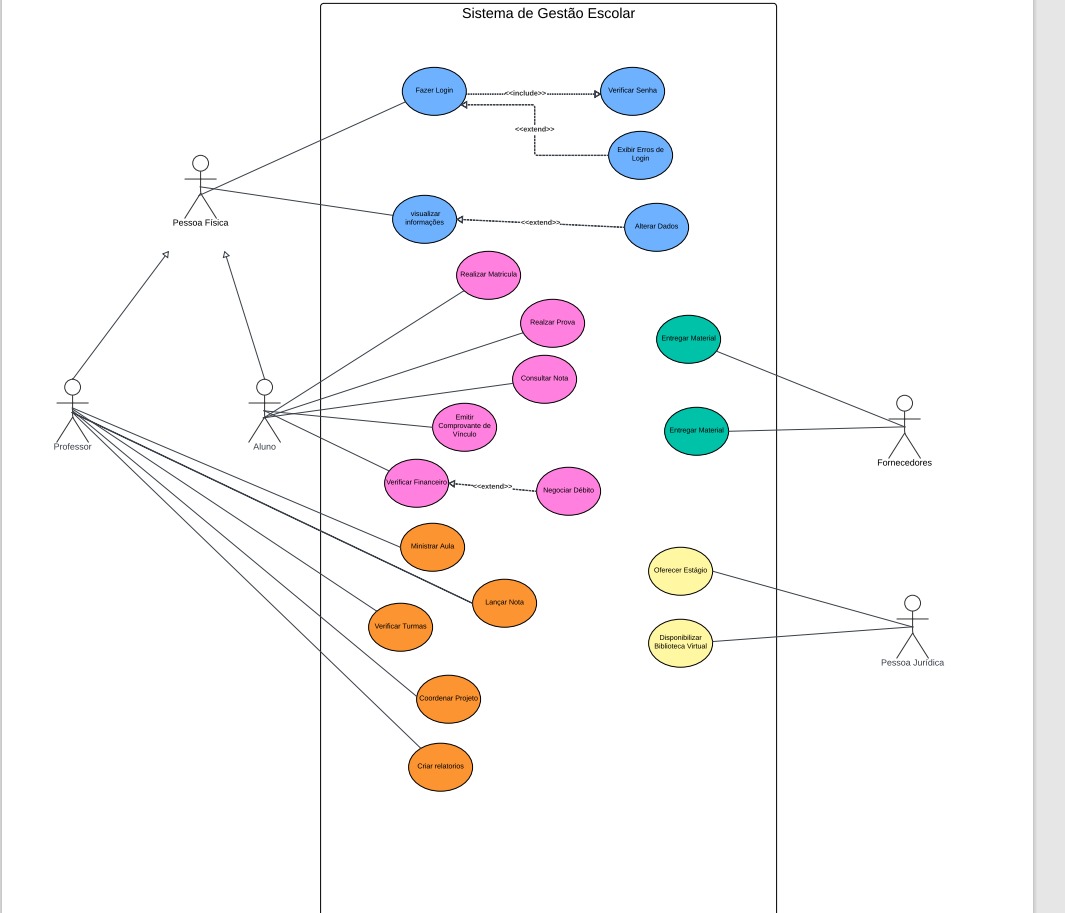 Sistema de Gestão Escolar
Fazer Login
<<include>>
Verificar Senha
<<extend>>
Exibir Erros de
Login
Pessoa Física
visualizar
informações
<<extend>>
Alterar Dados
Realizar Matricula
Realzar Prova
Entregar Material
Consultar Nota
Emitir
Comprovante de
Vínculo
Entregar Material
Professor
Aluno
Fornecedores
Verificar Financeiro
<<extend>>
Negociar Débito
Ministrar Aula
Oferecer Estágio
Lançar Nota
Verificar Turmas
Disponibilizar
Biblioteca Virtual
Pessoa Jurídica
Coordenar Projeto
Criar relatorios